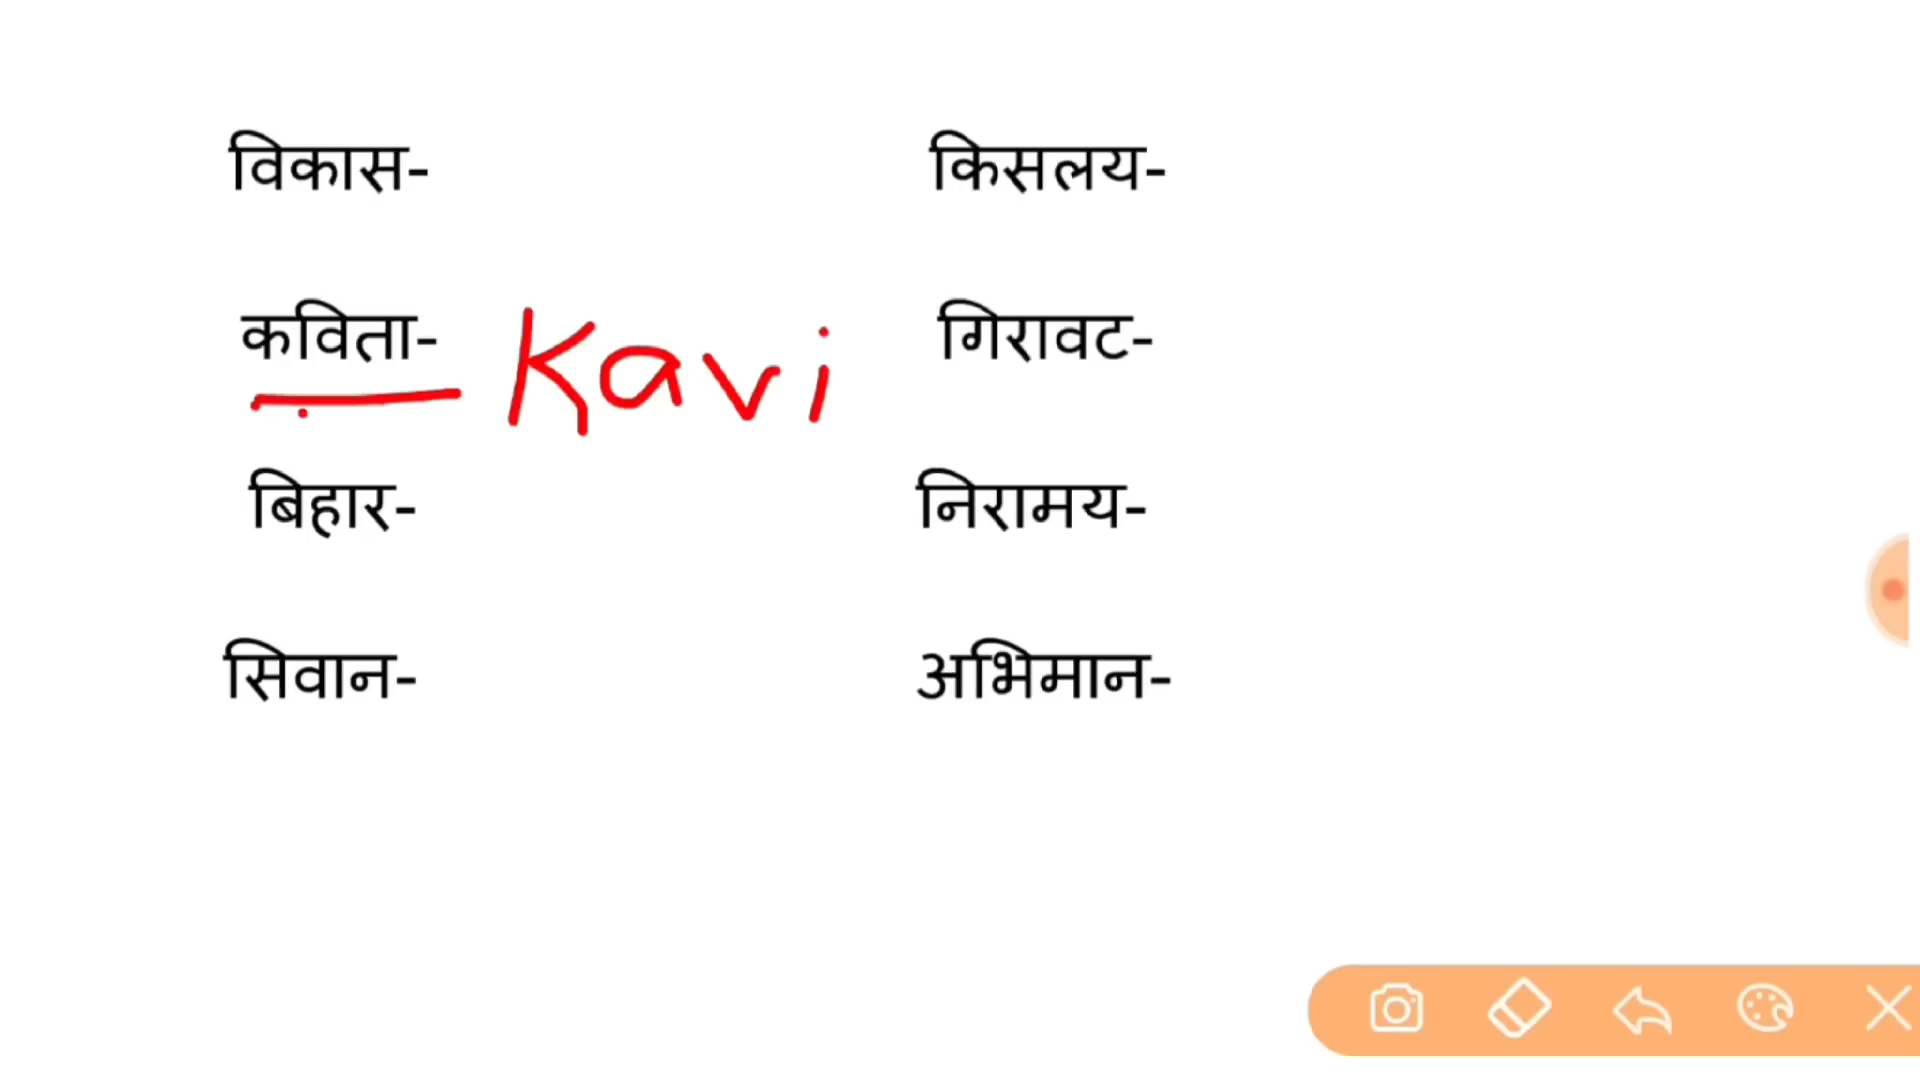 विकास- किसलय-
कविता- Kavi गिरावट-
बिहार- निरामय-
सिवान- अभिमान-